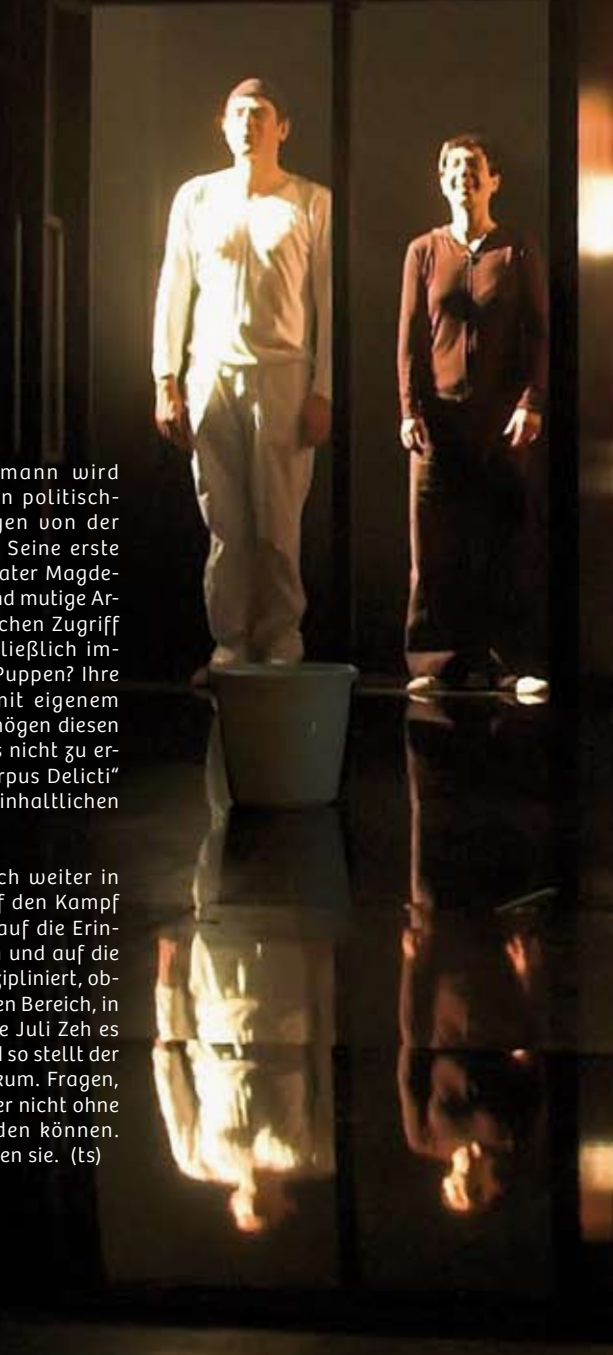 mann wird
n politisch-
gen von der
Seine erste
ater Magde-
nd mutige Ar-
chen Zugriff
ließlich im-
Puppen? Ihre
mit eigenem
mögen diesen
s nicht zu er-
rpus Delicti“
inhaltlichen
ch weiter in
f den Kampf
auf die Erin-
n und auf die
zipliniert, ob-
en Bereich, in
e Juli Zeh es
d so stellt der
kum. Fragen,
er nicht ohne
den können.
en sie. (ts)